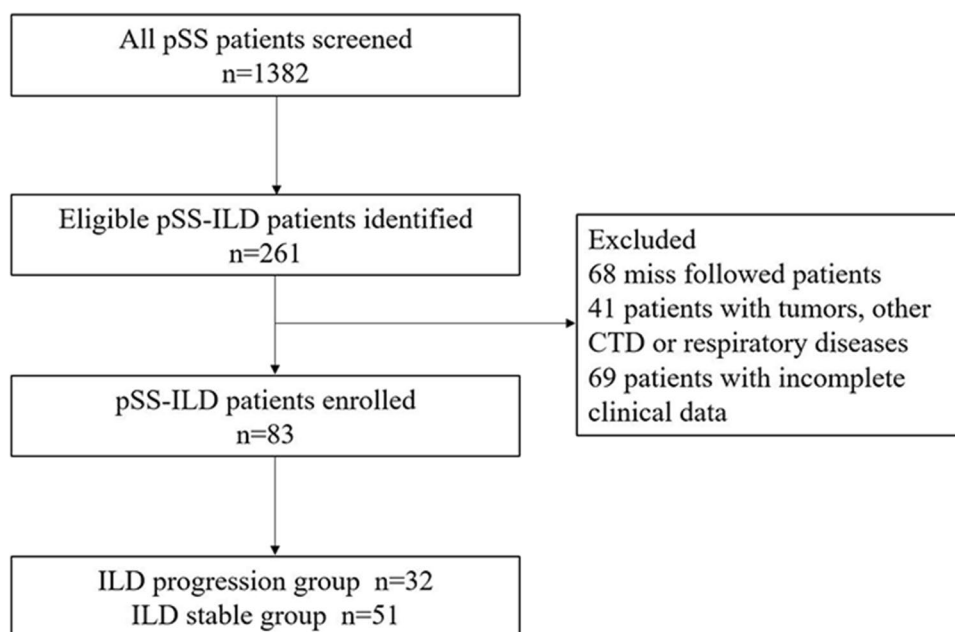 All pSS patients screened
n=1382
Eligible pSS-ILD patients identified
n=261
Excluded
68 miss followed patients
41 patients with tumors, other
CTD or respiratory diseases
69 patients with incomplete
clinical data
pSS-ILD patients enrolled
n=83
ILD progression group n=32
ILD stable group n=51